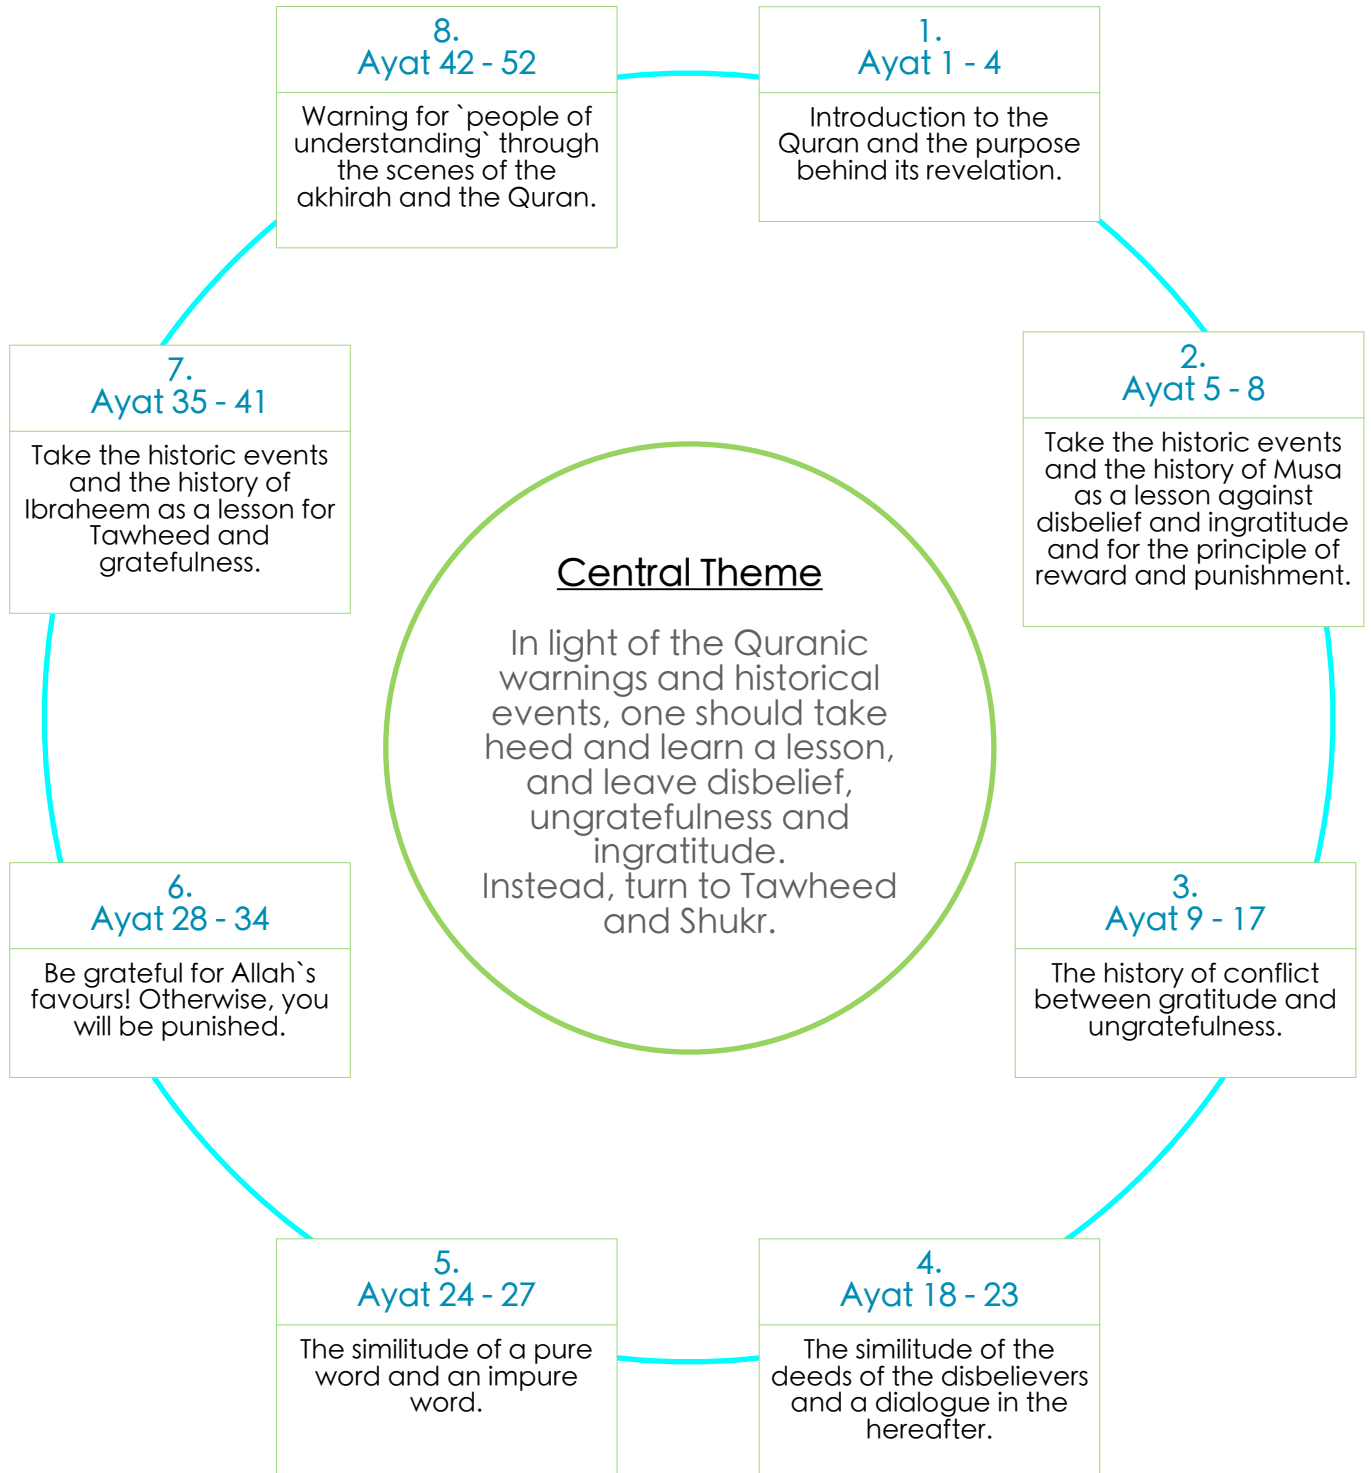 8.
Ayat 42 - 52
Warning for `people of
understanding` through
the scenes of the
akhirah and the Quran.
1.
Ayat 1 - 4
Introduction to the
Quran and the purpose
behind its revelation.
7.
Ayat 35 - 41
Take the historic events
and the history of
Ibraheem as a lesson for
Tawheed and
gratefulness.
2.
Ayat 5 - 8
Take the historic events
and the history of Musa
as a lesson against
disbelief and ingratitude
and for the principle of
reward and punishment.
Central Theme
In light of the Quranic
warnings and historical
events, one should take
heed and learn a lesson,
and leave disbelief,
ungratefulness and
ingratitude.
Instead, turn to Tawheed
and Shukr.
6.
Ayat 28 - 34
Be grateful for Allah`s
favours! Otherwise, you
will be punished.
3.
Ayat 9 - 17
The history of conflict
between gratitude and
ungratefulness.
5.
Ayat 24 - 27
The similitude of a pure
word and an impure
word.
4.
Ayat 18 - 23
The similitude of the
deeds of the disbelievers
and a dialogue in the
hereafter.